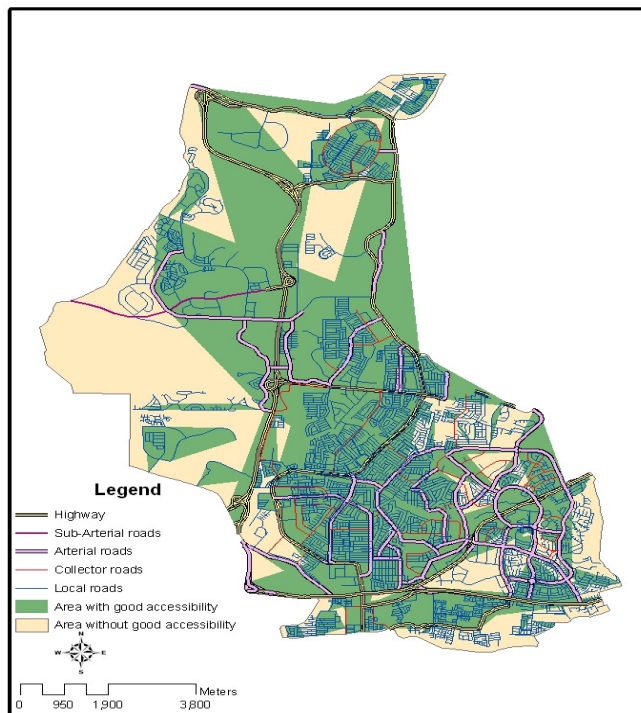 Legend
Highway
Sub-Arterial roads
Arterial roads
Collector roads
Local roads
Area with good accessibility
Area without good accessibility
N
W E
S
Meters
0 950 1,900 3,800